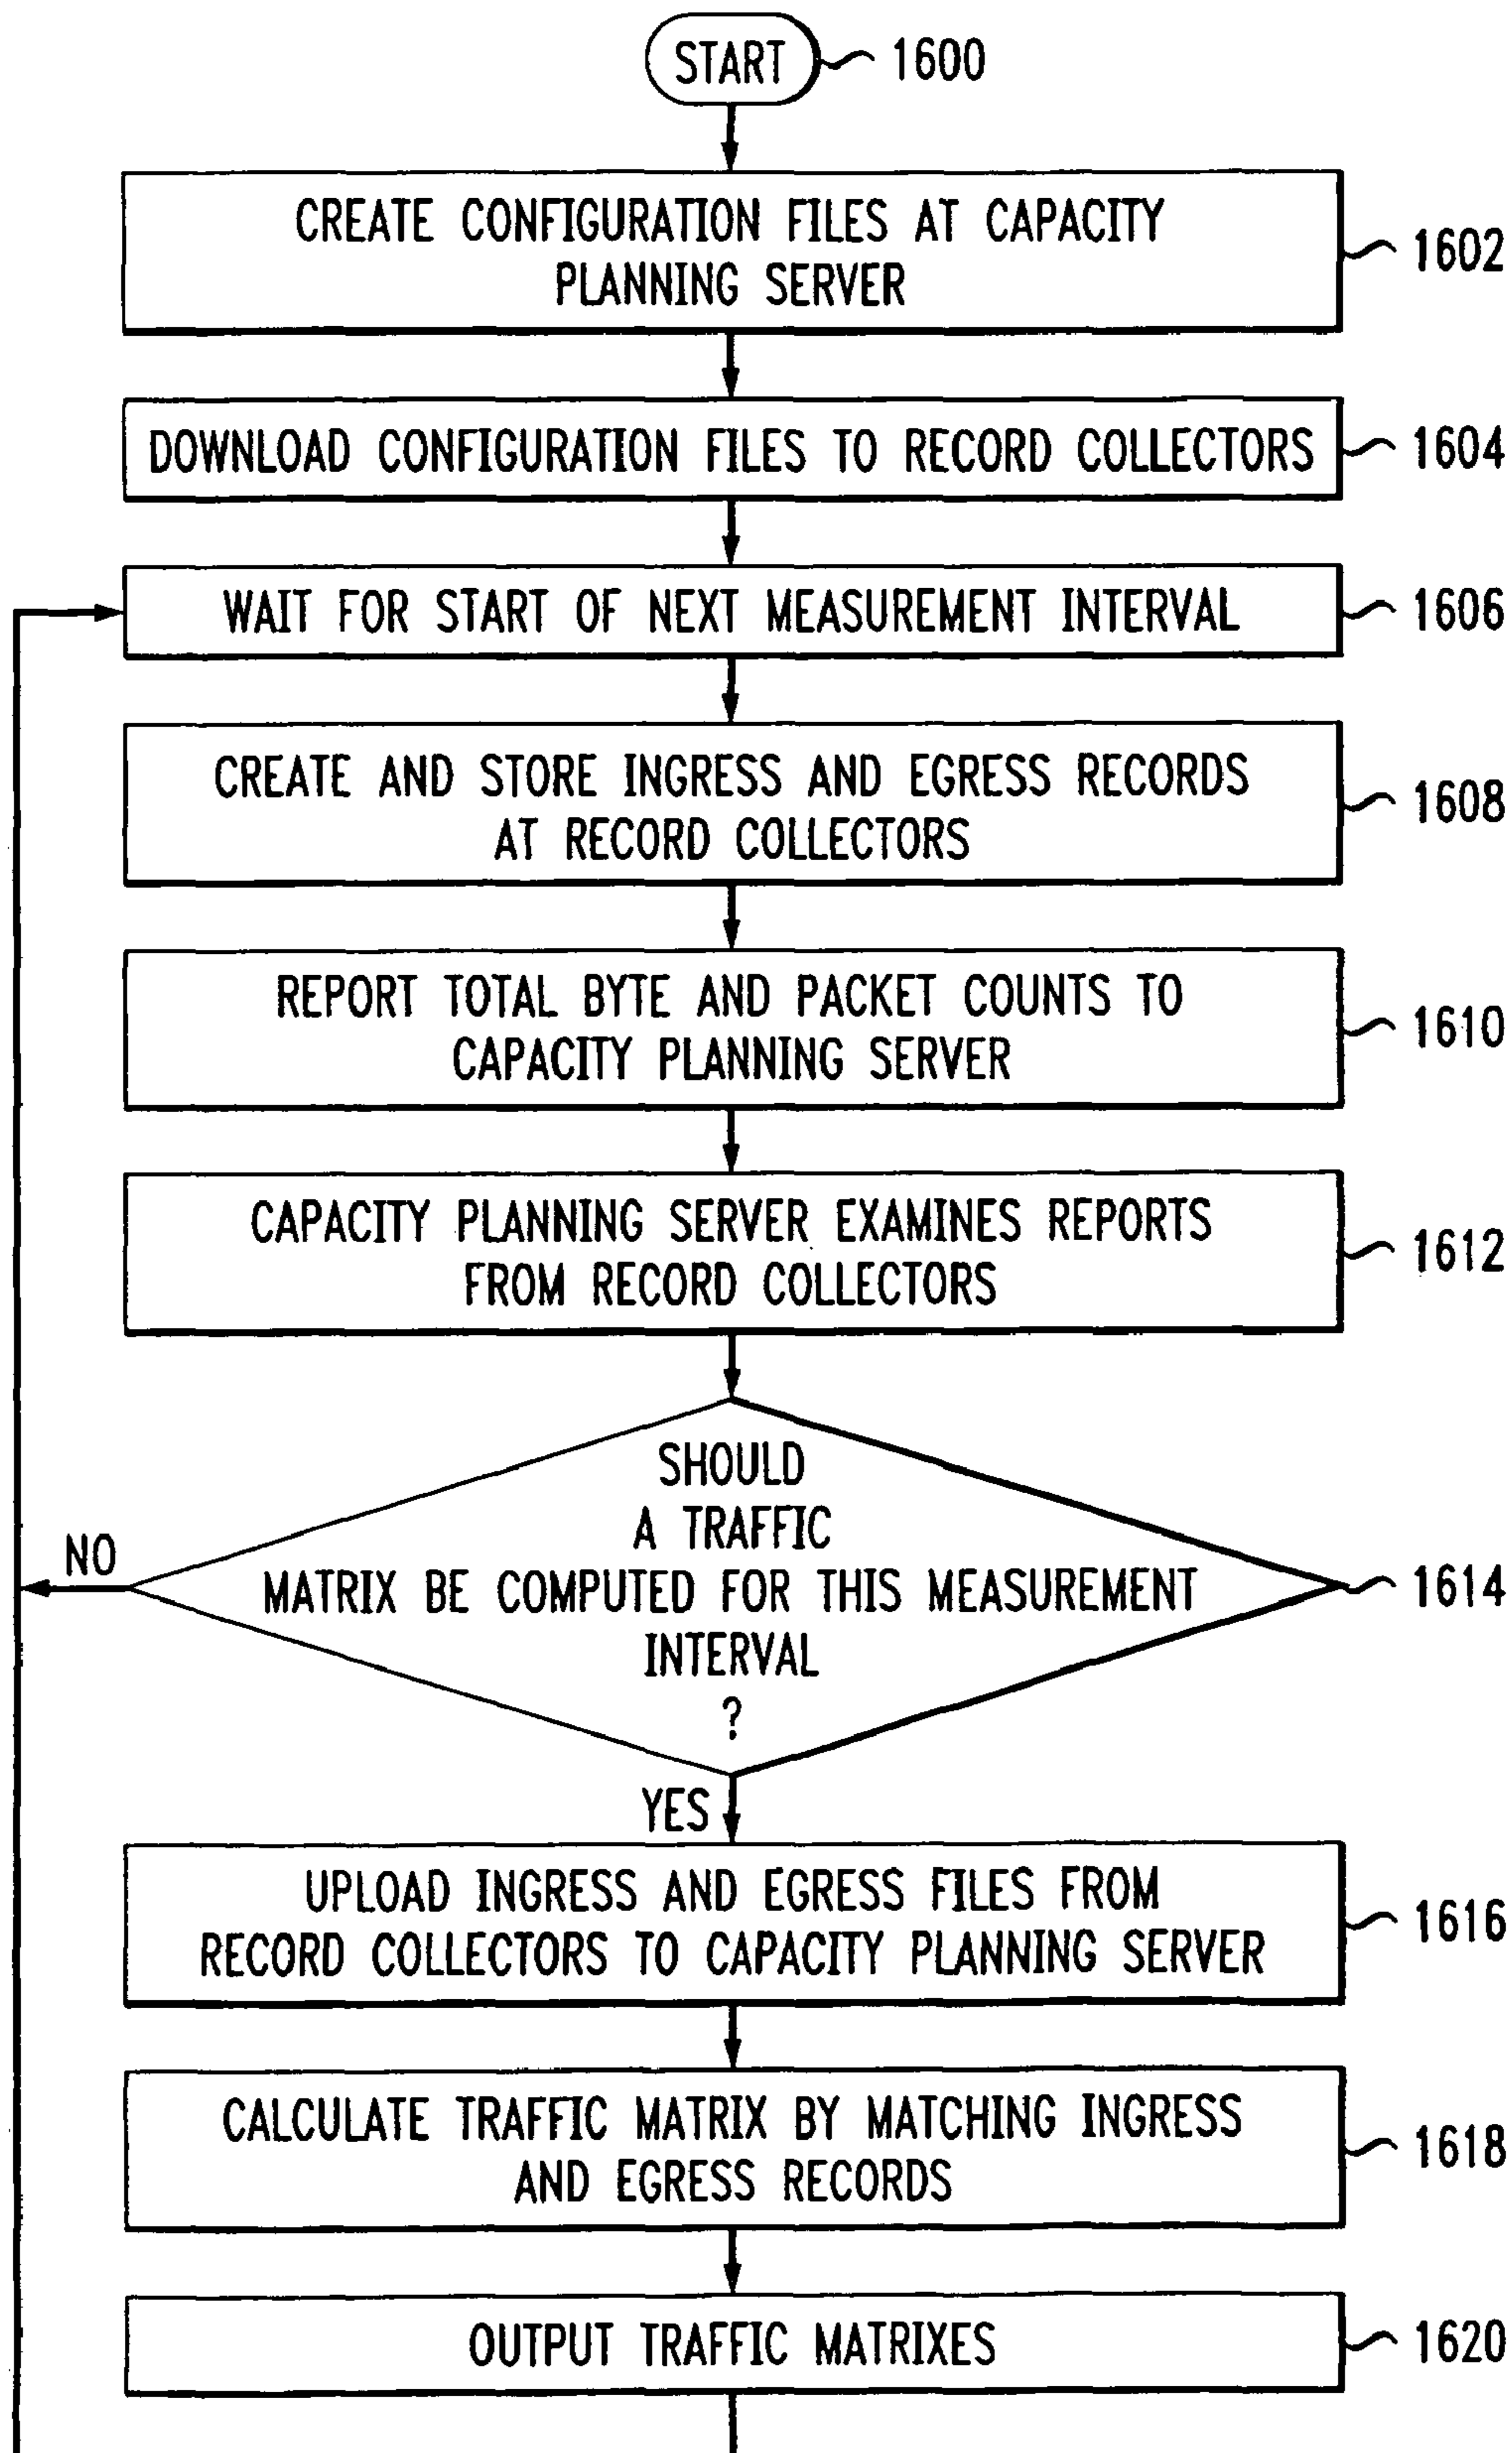 START
1600
CREATE CONFIGURATION FILES AT CAPACITY
PLANNING SERVER
1602
DOWNLOAD CONFIGURATION FILES TO RECORD COLLECTORS
1604
WAIT FOR START OF NEXT MEASUREMENT INTERVAL
1606
CREATE AND STORE INGRESS AND EGRESS RECORDS
AT RECORD COLLECTORS
1608
REPORT TOTAL BYTE AND PACKET COUNTS TO
CAPACITY PLANNING SERVER
1610
CAPACITY PLANNING SERVER EXAMINES REPORTS
FROM RECORD COLLECTORS
1612
SHOULD
A TRAFFIC
MATRIX BE COMPUTED FOR THIS MEASUREMENT
INTERVAL
?
1614
NO
YES
UPLOAD INGRESS AND EGRESS FILES FROM
RECORD COLLECTORS TO CAPACITY PLANNING SERVER
1616
CALCULATE TRAFFIC MATRIX BY MATCHING INGRESS
AND EGRESS RECORDS
1618
OUTPUT TRAFFIC MATRIXES
1620